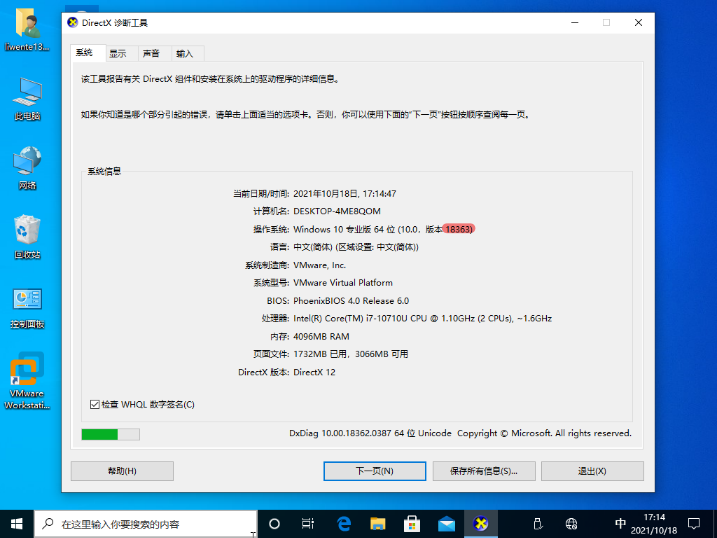 liwente13...
此电脑
网络
回收站
控制面板
VMware
Workstati...
DirectX 诊断工具
系统 显示 声音 输入
该工具报告有关 DirectX 组件和安装在系统上的驱动程序的详细信息。
如果你知道是哪个部分引起的错误，请单击上面适当的选项卡。否则，你可以使用下面的"下一页"按钮按顺序查阅每一页。
系统信息
当前日期/时间: 2021年10月18日, 17:14:47
计算机名: DESKTOP-4ME8QOM
操作系统: Windows 10 专业版 64 位 (10.0，版本 18363)
语言: 中文(简体) (区域设置: 中文(简体))
系统制造商: VMware, Inc.
系统型号: VMware Virtual Platform
BIOS: PhoenixBIOS 4.0 Release 6.0
处理器: Intel(R) Core(TM) i7-10710U CPU @ 1.10GHz (2 CPUs), ~1.6GHz
内存: 4096MB RAM
页面文件: 1732MB 已用，3066MB 可用
DirectX 版本: DirectX 12
检查 WHQL 数字签名(C)
DxDiag 10.00.18362.0387 64 位 Unicode Copyright © Microsoft. All rights reserved.
帮助(H) 下一页(N) 保存所有信息(S)... 退出(X)
在这里输入你要搜索的内容
中
17:14
2021/10/18